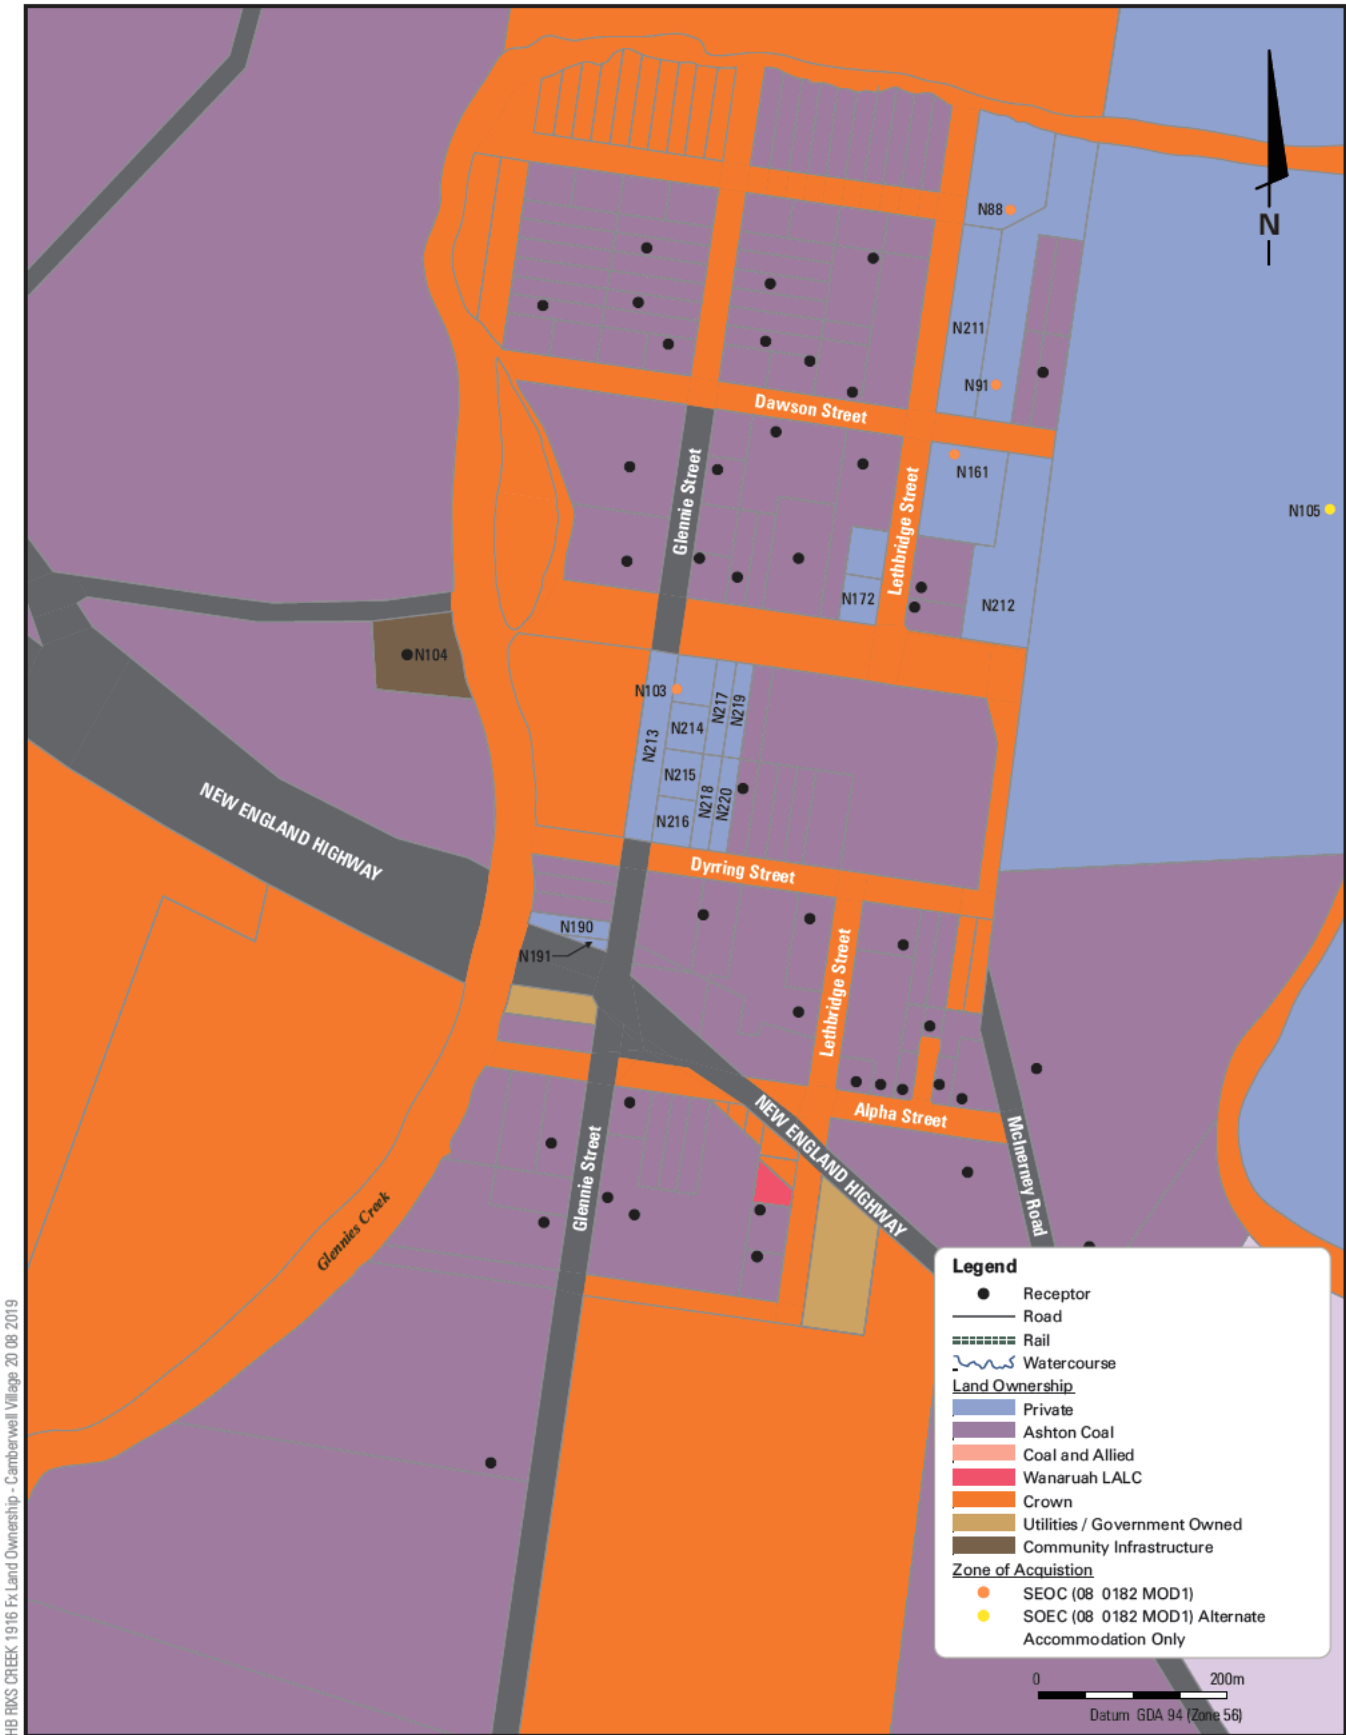 N
N88
N211
N91
Dawson Street
N161
Glennie Street
Lethbridge Street
N105
N172
N212
N104
N103
N217
N219
N214
N213
N215
N218
N220
N216
NEW ENGLAND HIGHWAY
Dyrring Street
N190
N191
Lethbridge Street
Alpha Street
NEW ENGLAND HIGHWAY
McInerney Road
Glennie Street
Glennies Creek
Legend
Receptor
Road
Rail
Watercourse
Land Ownership
Private
Ashton Coal
Coal and Allied
Wanaruah LALC
Crown
Utilities / Government Owned
Community Infrastructure
Zone of Acquistion
SEOC (08 0182 MOD1)
SOEC (08 0182 MOD1) Alternate
Accommodation Only
0 200m
Datum GDA 94 (Zone 56)
HB RIXS CREEK 1916 Fx Land Ownership - Camberwell Village 20 08 2019